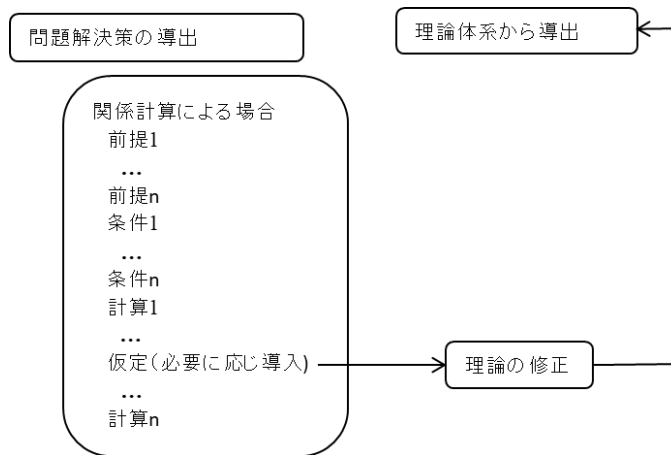 問題解決策の導出
理論体系から導出
関係計算による場合
前提1
…
前提n
条件1
…
条件n
計算1
…
仮定(必要に応じ導入)
理論の修正
…
計算n